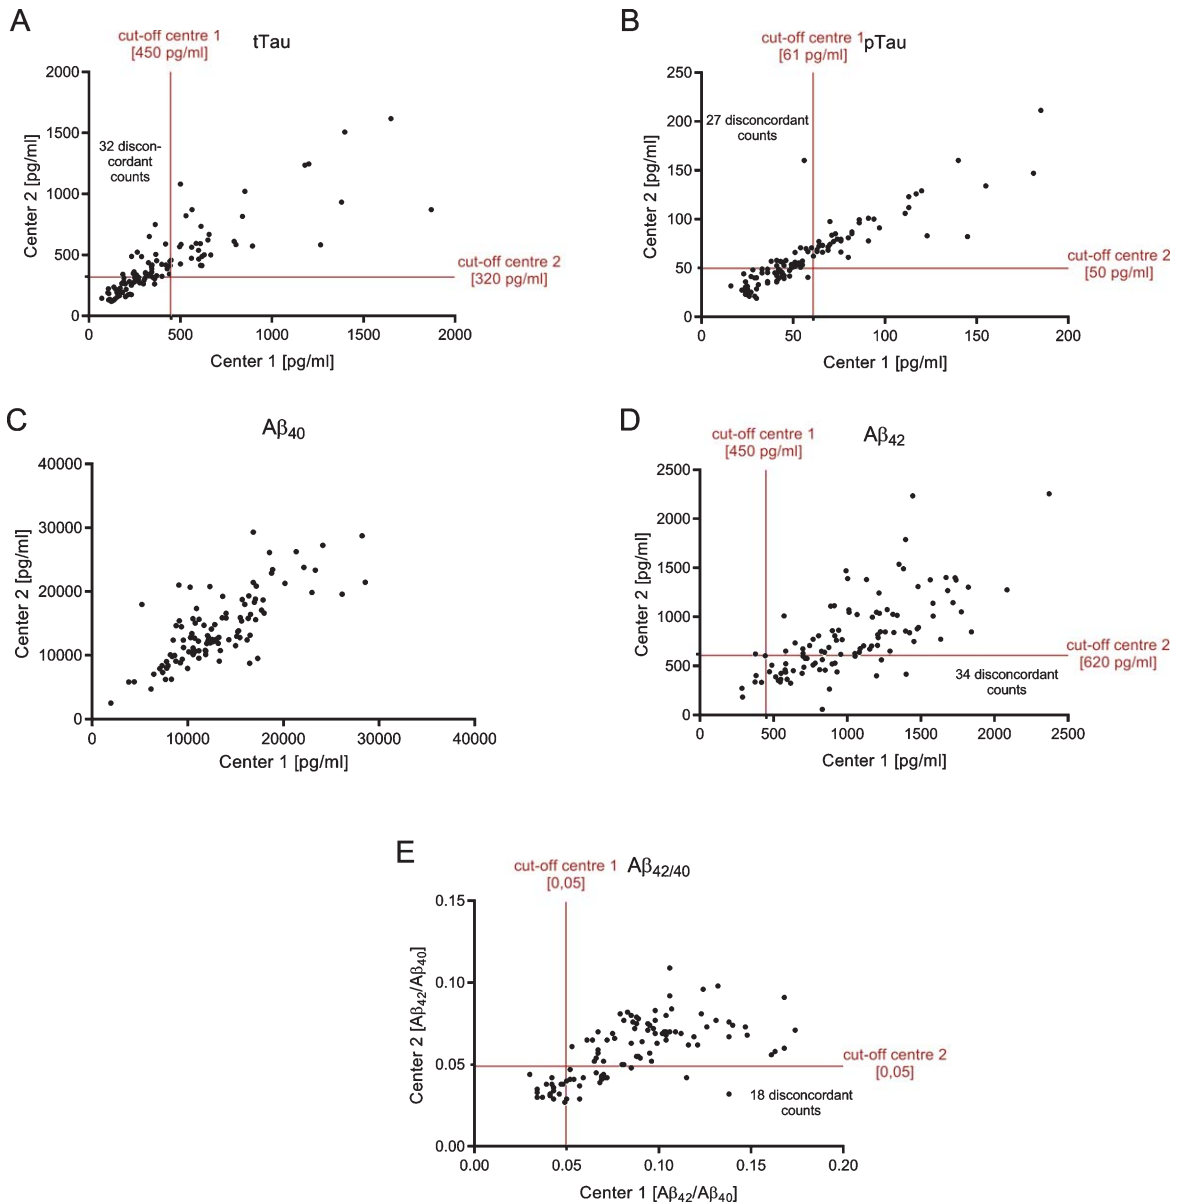 A
cut-off centre 1
[450 pg/ml]
tTau
2000
1500
1000
500
0
Center 2 [pg/ml]
32 discon-
cordant
counts
cut-off centre 2
[320 pg/ml]
0
500
1000
1500
2000
Center 1 [pg/ml]
B
cut-off centre 1
[61 pg/ml]
pTau
250
200
150
100
50
0
Center 2 [pg/ml]
27 discordant
counts
cut-off centre 2
[50 pg/ml]
0
50
100
150
200
Center 1 [pg/ml]
C
Aβ40
40000
30000
20000
10000
0
Center 2 [pg/ml]
0
10000
20000
30000
40000
Center 1 [pg/ml]
D
cut-off centre 1
[450 pg/ml]
Aβ42
2500
2000
1500
1000
500
0
Center 2 [pg/ml]
cut-off centre 2
[620 pg/ml]
34 disconcordant
counts
0
500
1000
1500
2000
2500
Center 1 [pg/ml]
E
cut-off centre 1
[0,05]
Aβ42/40
0.15
0.10
0.05
0.00
Center 2 [Aβ42/Aβ40]
cut-off centre 2
[0,05]
18 disconcordant
counts
0.00
0.05
0.10
0.15
0.20
Center 1 [Aβ42/Aβ40]